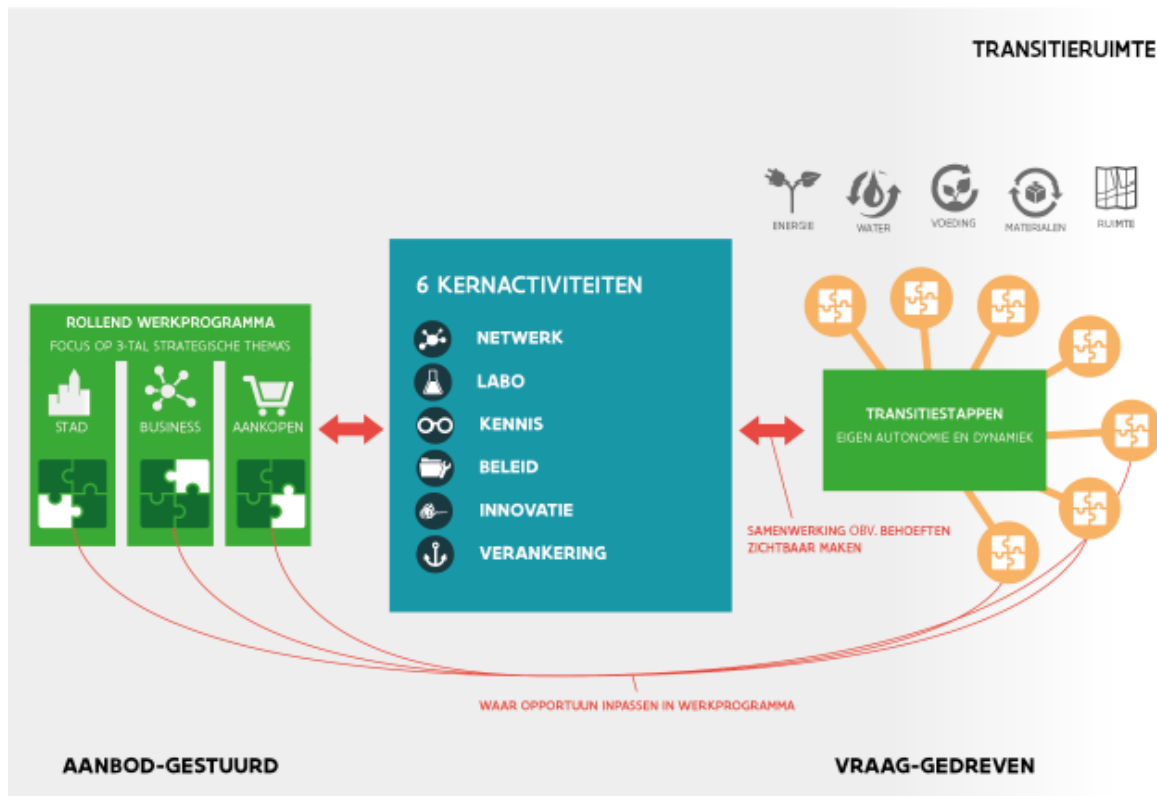 TRANSITIERUIMTE
ENERGIE
WATER
VOEDING
MATERIALEN
RUIMTE
6 KERNACTIVITEITEN
NETWERK
LABO
KENNIS
BELEID
INNOVATIE
VERANKERING
ROLLEND WERKPROGRAMMA
FOCUS OP 3-TAL STRATEGISCHE THEMA'S
STAD
BUSINESS
AANKOPEN
TRANSITIESTAPPEN
EIGEN AUTONOMIE EN DYNAMIEK
SAMENWERKING OBV. BEHOEFTEN
ZICHTBAAR MAKEN
WAAR OPPORTUUN INPASSEN IN WERKPROGRAMMA
AANBOD-GESTUURD
VRAAG-GEDREVEN